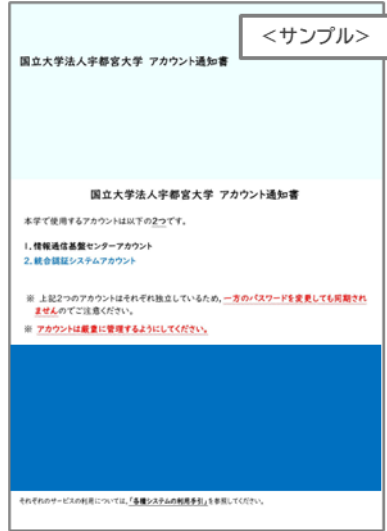 <サンプル>
国立大学法人宇都宮大学 アカウント通知書
国立大学法人宇都宮大学 アカウント通知書
本学で使用するアカウントは以下の2つです。
1.情報通信基盤センターアカウント
2.統合認証システムアカウント
※ 上記2つのアカウントはそれぞれ独立しているため,一方のパスワードを変更しても同期され
ませんのでご注意ください。
※ アカウントは厳重に管理するようにしてください。
それぞれのサービスの利用については,「各種システムの利用手引」を参照してください。